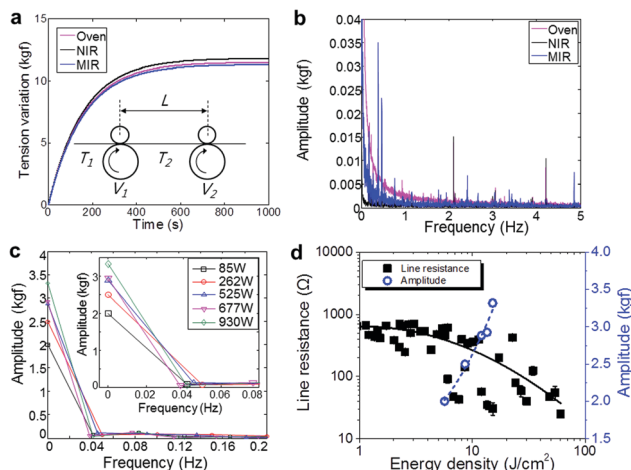 a
Tension variation (kgf)
15
10
5
0
Oven
NIR
MIR
L
T1
T2
V1
V2
0 200 400 600 800 1000
Time (s)
b
Amplitude (kgf)
0.04
0.035
0.03
0.025
0.02
0.015
0.01
0.005
0
Oven
NIR
MIR
0 1 2 3 4 5
Frequency (Hz)
c
Amplitude (kgf)
4
3.5
3
2.5
2
1.5
1
0.5
0
Amplitude (kgf)
3
2
1
0
85W
262W
525W
677W
930W
0 0.02 0.04 0.06 0.08
Frequency (Hz)
0 0.04 0.08 0.12 0.16 0.2
Frequency (Hz)
d
Line resistance (Ω)
1000
1000
100
10
Line resistance
Amplitude
4.0
3.5
3.0
2.5
2.0
1.5
Amplitude (kgf)
1 10 100
Energy density (J/cm²)